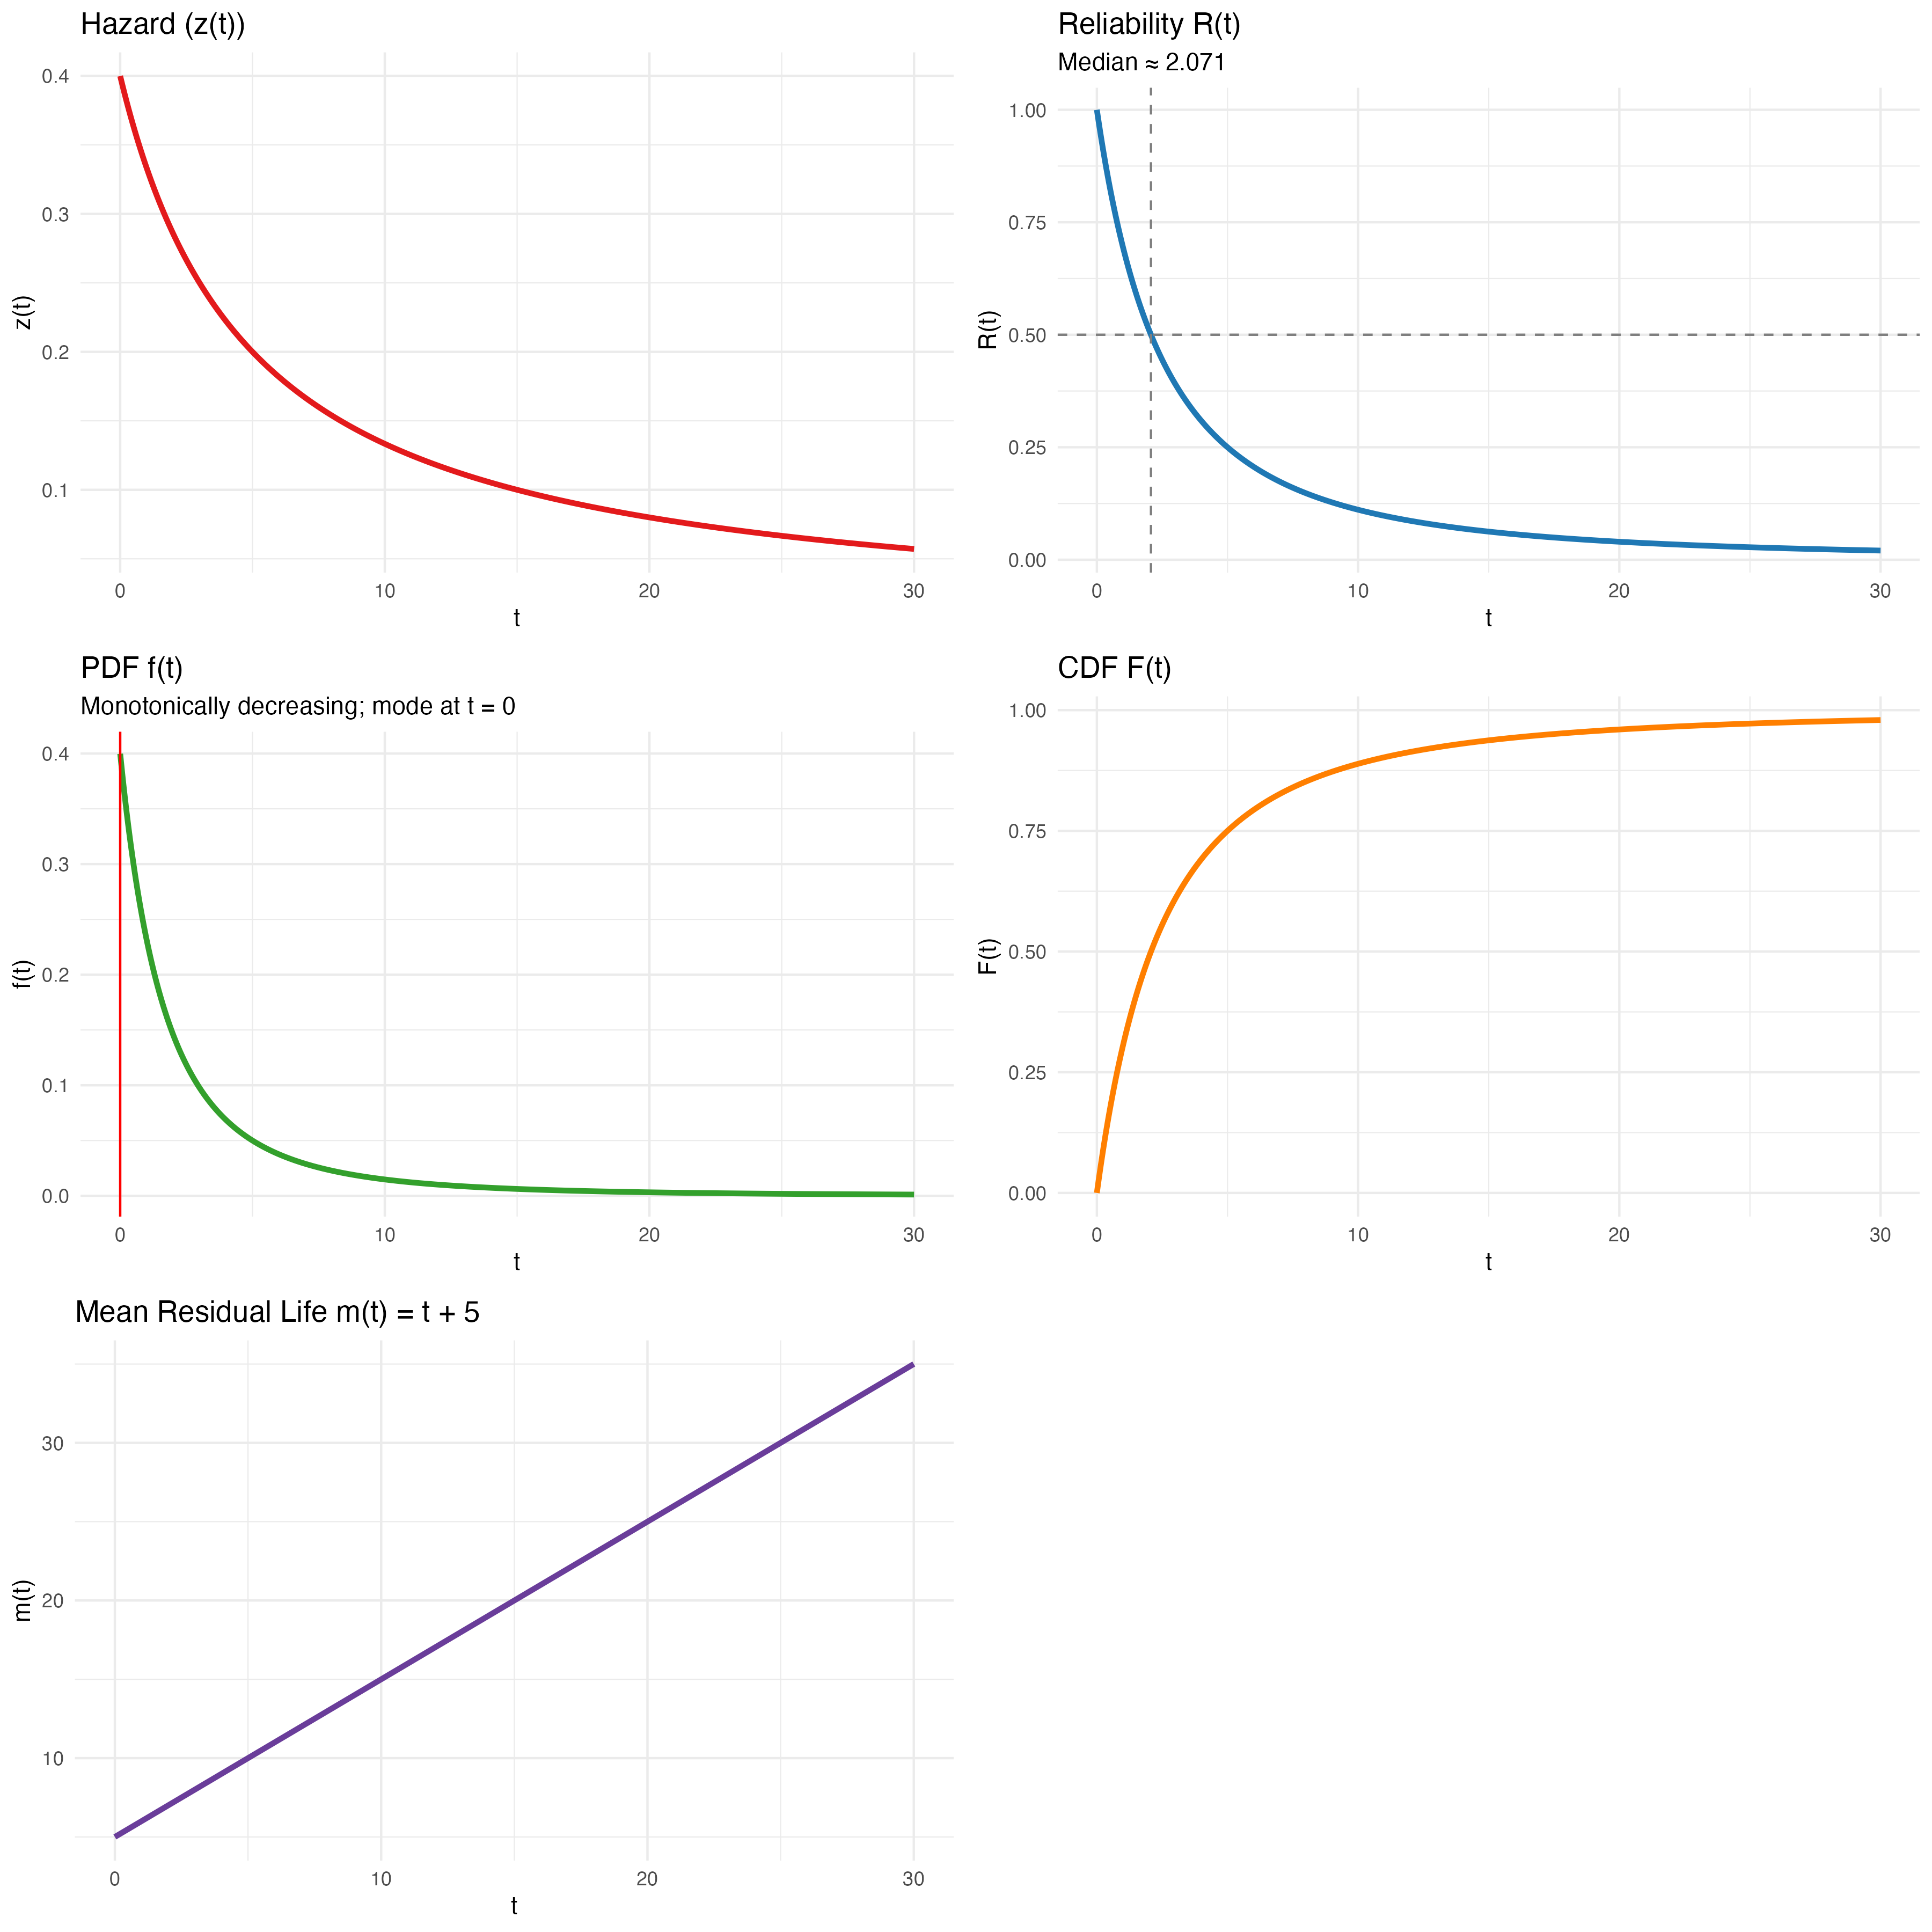 Hazard (z(t))
z(t)
0.4
0.3
0.2
0.1
0 10 20 30
t
Reliability R(t)
Median ≈ 2.071
R(t)
1.00
0.75
0.50
0.25
0.00
0 10 20 30
t
PDF f(t)
Monotonically decreasing; mode at t = 0
f(t)
0.4
0.3
0.2
0.1
0.0
0 10 20 30
t
CDF F(t)
F(t)
1.00
0.75
0.50
0.25
0.00
0 10 20 30
t
Mean Residual Life m(t) = t + 5
m(t)
30
20
10
0 10 20 30
t